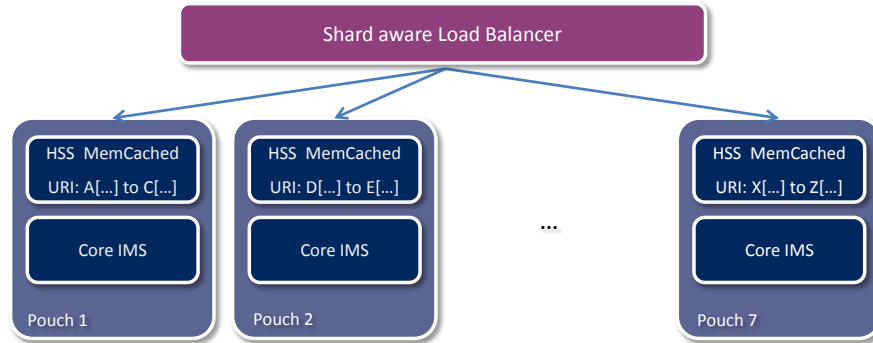 Shard aware Load Balancer
HSS MemCached
URI: A[...] to C[...]
Core IMS
Pouch 1
HSS MemCached
URI: D[...] to E[...]
Core IMS
Pouch 2
...
HSS MemCached
URI: X[...] to Z[...]
Core IMS
Pouch 7